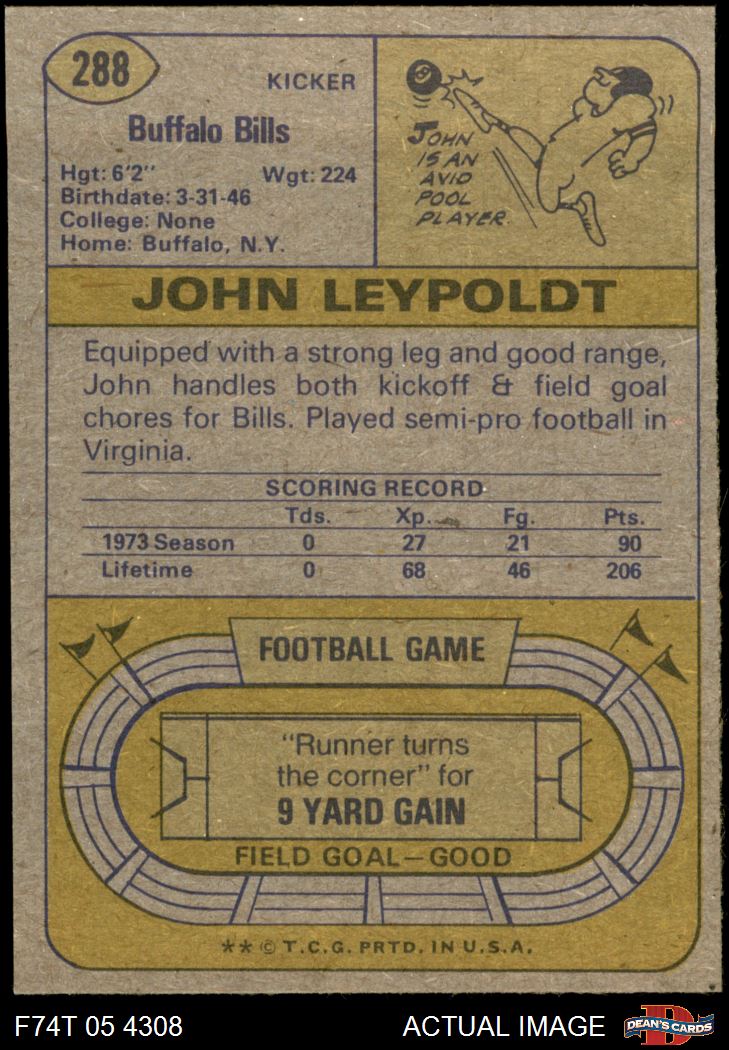 288
KICKER
Buffalo Bills
Hgt: 6'2'' Wgt: 224
Birthdate: 3-31-46
College: None
Home: Buffalo, N.Y.
8
JOHN
IS AN
AVID
POOL
PLAYER.
JOHN LEYPOLDT
Equipped with a strong leg and good range,
John handles both kickoff & field goal
chores for Bills. Played semi-pro football in
Virginia.
SCORING RECORD
Tds. Xp. Fg. Pts.
1973 Season 0 27 21 90
Lifetime 0 68 46 206
FOOTBALL GAME
"Runner turns
the corner" for
9 YARD GAIN
FIELD GOAL—GOOD
** © T.C.G. PRTD. IN U.S.A.
F74T 05 4308 ACTUAL IMAGE
D
DEAN'S CARDS